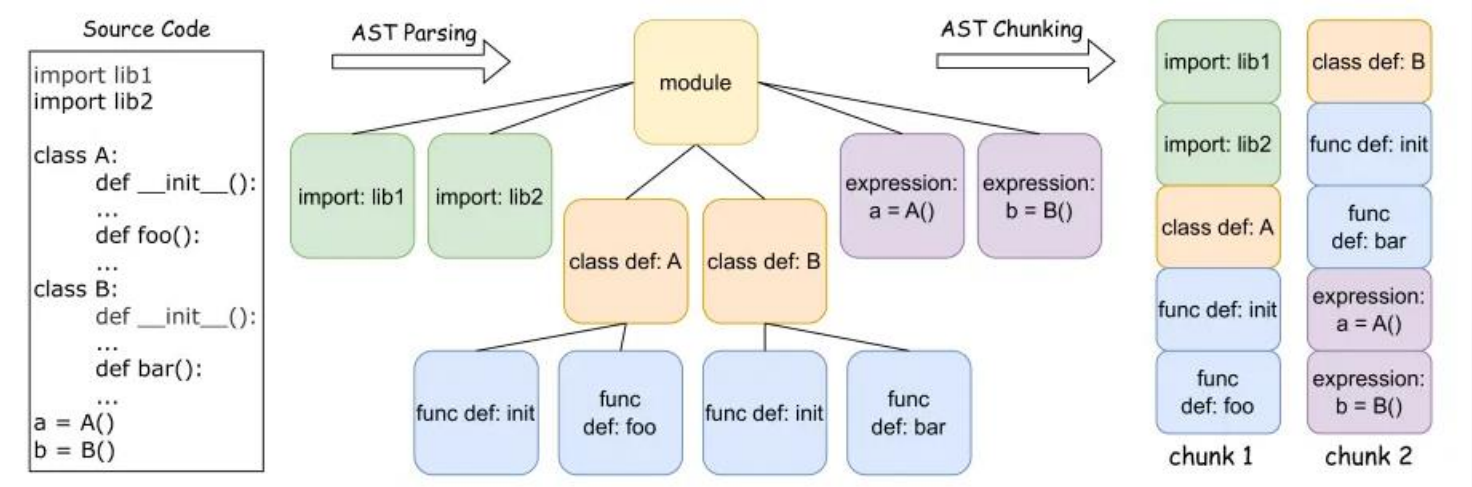 Source Code
import lib1
import lib2
class A:
def __init__():
...
def foo():
...
class B:
def __init__():
...
def bar():
...
a = A()
b = B()
AST Parsing
module
import: lib1
import: lib2
expression:
a = A()
expression:
b = B()
class def: A
class def: B
func def: init
func
def: foo
func def: init
func
def: bar
AST Chunking
import: lib1
import: lib2
class def: A
func def: init
func
def: foo
chunk 1
class def: B
func def: init
func
def: bar
expression:
a = A()
expression:
b = B()
chunk 2